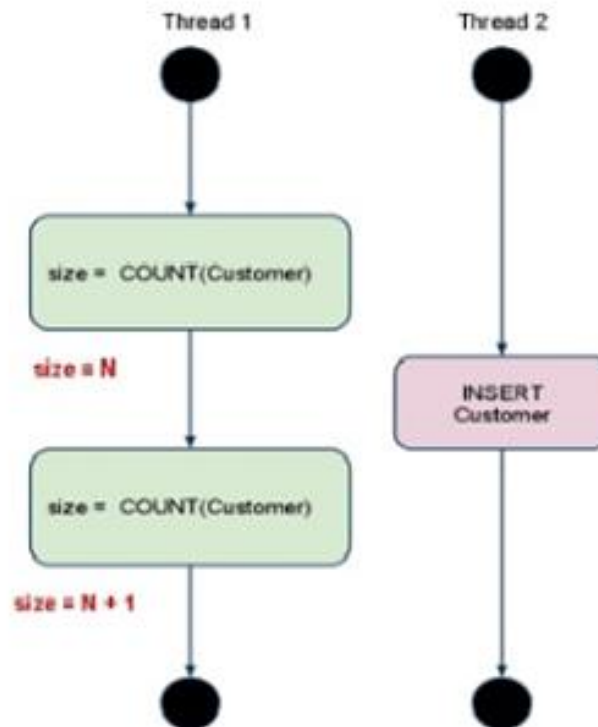 Thread 1
Thread 2
size = COUNT(Customer)
size = N
INSERT
Customer
size = COUNT(Customer)
size = N + 1